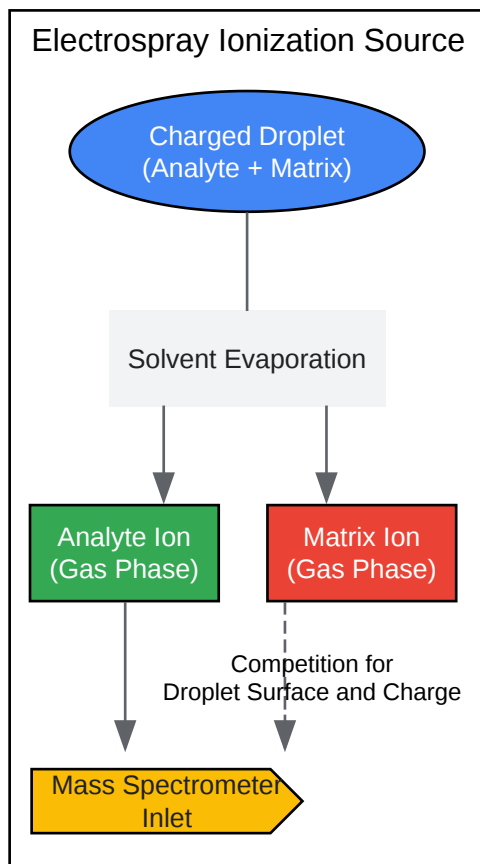 Electrospray Ionization Source
Charged Droplet
(Analyte + Matrix)
Solvent Evaporation
Analyte Ion
(Gas Phase)
Matrix Ion
(Gas Phase)
Competition for
Droplet Surface and Charge
Mass Spectrometer
Inlet